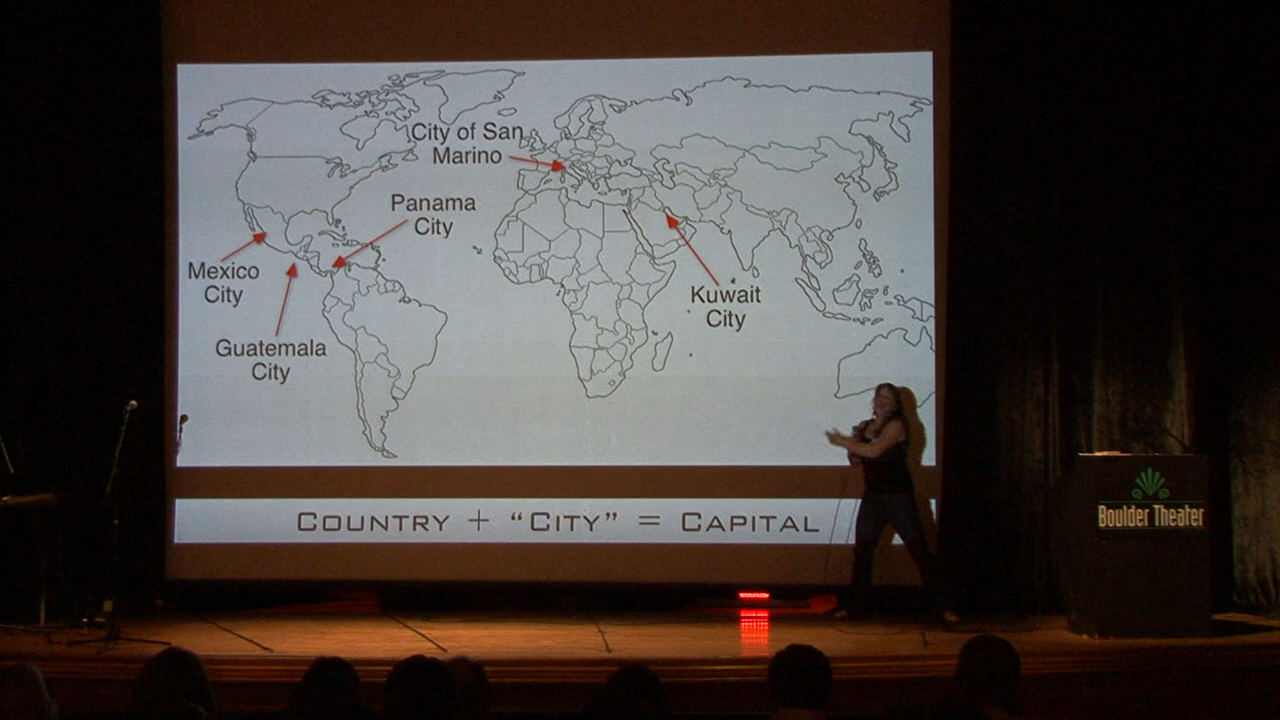 City of San
Marino
Panama
City
Mexico
City
Kuwait
City
Guatemala
City
COUNTRY + “CITY” = CAPITAL
Boulder Theater